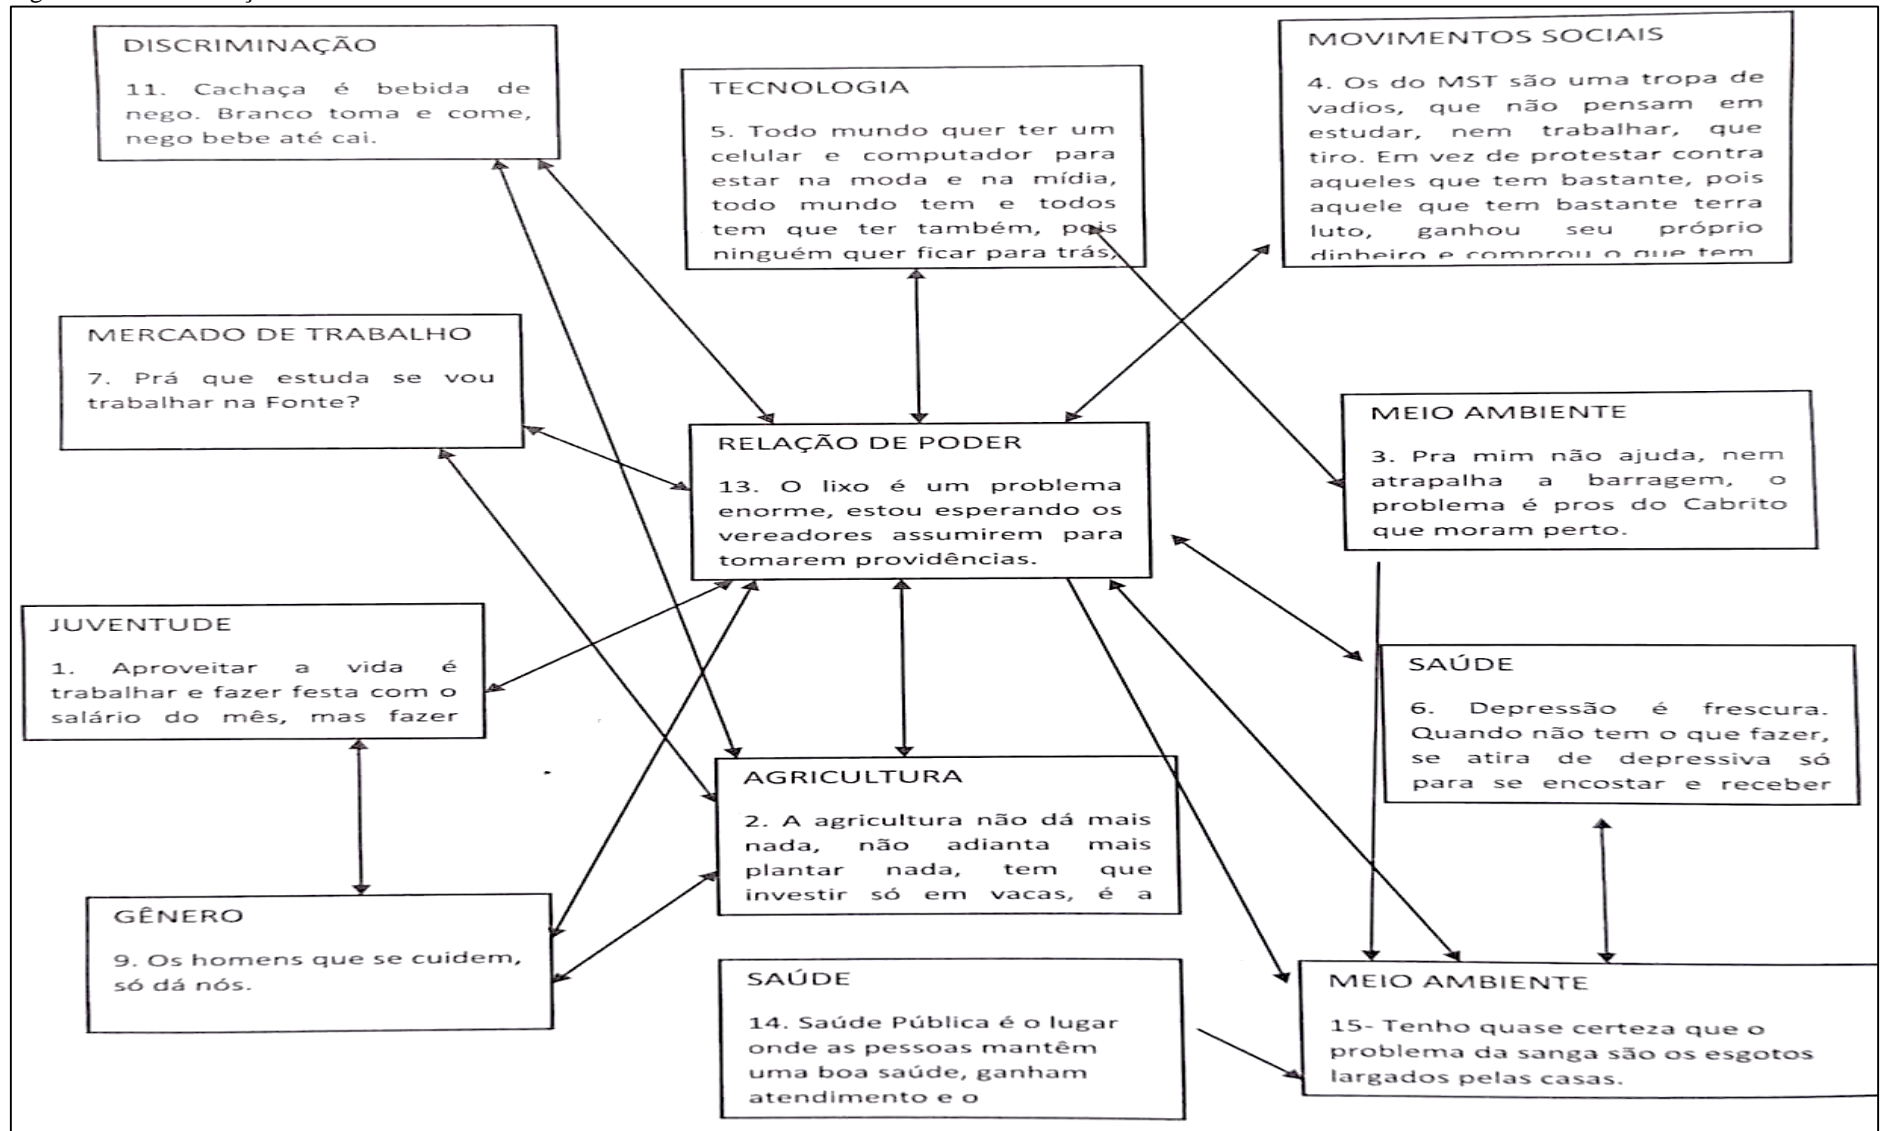 DISCRIMINAÇÃO
11. Cachaça é bebida de
nego. Branco toma e come,
nego bebe até cai.
TECNOLOGIA
5. Todo mundo quer ter um
celular e computador para
estar na moda e na mídia,
todo mundo tem e todos
tem que ter também, pois
ninguém quer ficar para trás,
MOVIMENTOS SOCIAIS
4. Os do MST são uma tropa de
vadios, que não pensam em
estudar, nem trabalhar, que
tiro. Em vez de protestar contra
aqueles que tem bastante, pois
aquele que tem bastante terra
luto, ganhou seu próprio
dinheiro e comprou o que tem
MERCADO DE TRABALHO
7. Prá que estuda se vou
trabalhar na Fonte?
RELAÇÃO DE PODER
13. O lixo é um problema
enorme, estou esperando os
vereadores assumirem para
tomarem providências.
MEIO AMBIENTE
3. Pra mim não ajuda, nem
atrapalha a barragem, o
problema é pros do Cabrito
que moram perto.
JUVENTUDE
1. Aproveitar a vida é
trabalhar e fazer festa com o
salário do mês, mas fazer
SAÚDE
6. Depressão é frescura.
Quando não tem o que fazer,
se atira de depressiva só
para se encostar e receber
AGRICULTURA
2. A agricultura não dá mais
nada, não adianta mais
plantar nada, tem que
investir só em vacas, é a
GÊNERO
9. Os homens que se cuidem,
só dá nós.
SAÚDE
14. Saúde Pública é o lugar
onde as pessoas mantêm
uma boa saúde, ganham
atendimento e o
MEIO AMBIENTE
15- Tenho quase certeza que o
problema da sanga são os esgotos
largados pelas casas.